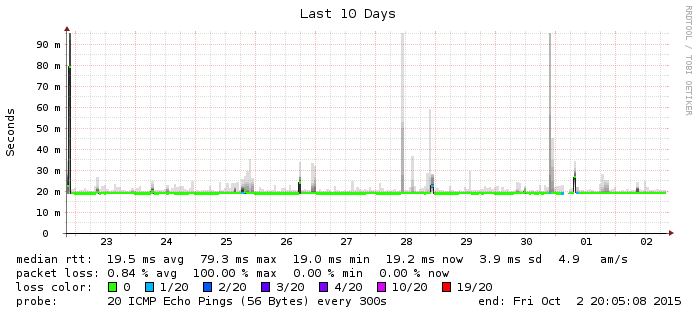 Last 10 Days
RRDTOOL / TOBI OETIKER
Seconds
90 m
80 m
70 m
60 m
50 m
40 m
30 m
20 m
10 m
0
23 24 25 26 27 28 29 30 01 02
median rtt: 19.5 ms avg 79.3 ms max 19.0 ms min 19.2 ms now 3.9 ms sd 4.9 am/s
packet loss: 0.84 % avg 100.00 % max 0.00 % min 0.00 % now
loss color: 0 1/20 2/20 3/20 4/20 10/20 19/20
probe: 20 ICMP Echo Pings (56 Bytes) every 300s end: Fri Oct 2 20:05:08 2015